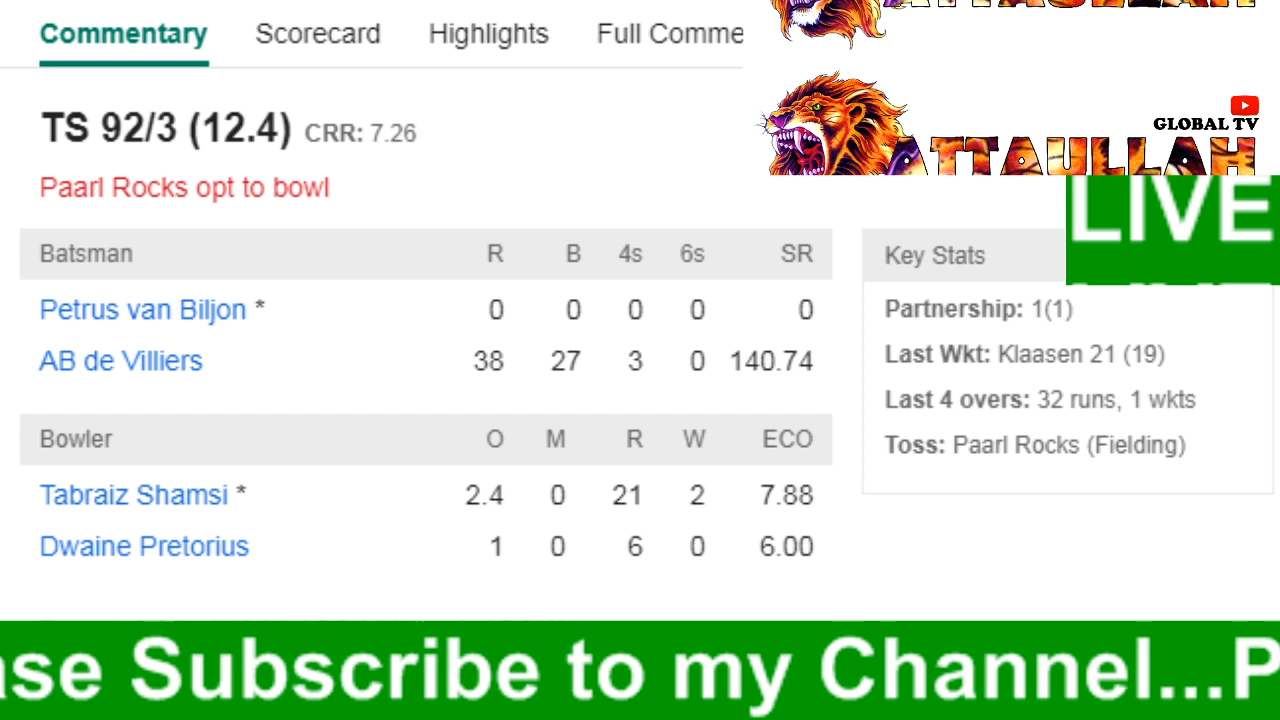 Commentary Scorecard Highlights Full Comme
ATTAULLAH
TS 92/3 (12.4) CRR: 7.26
GLOBAL TV
ATTAULLAH
Paarl Rocks opt to bowl
LIVE
Batsman R B 4s 6s SR
Petrus van Biljon * 0 0 0 0 0
AB de Villiers 38 27 3 0 140.74
Bowler O M R W ECO
Tabraiz Shamsi * 2.4 0 21 2 7.88
Dwaine Pretorius 1 0 6 0 6.00
Key Stats
Partnership: 1(1)
Last Wkt: Klaasen 21 (19)
Last 4 overs: 32 runs, 1 wkts
Toss: Paarl Rocks (Fielding)
ase Subscribe to my Channel...P